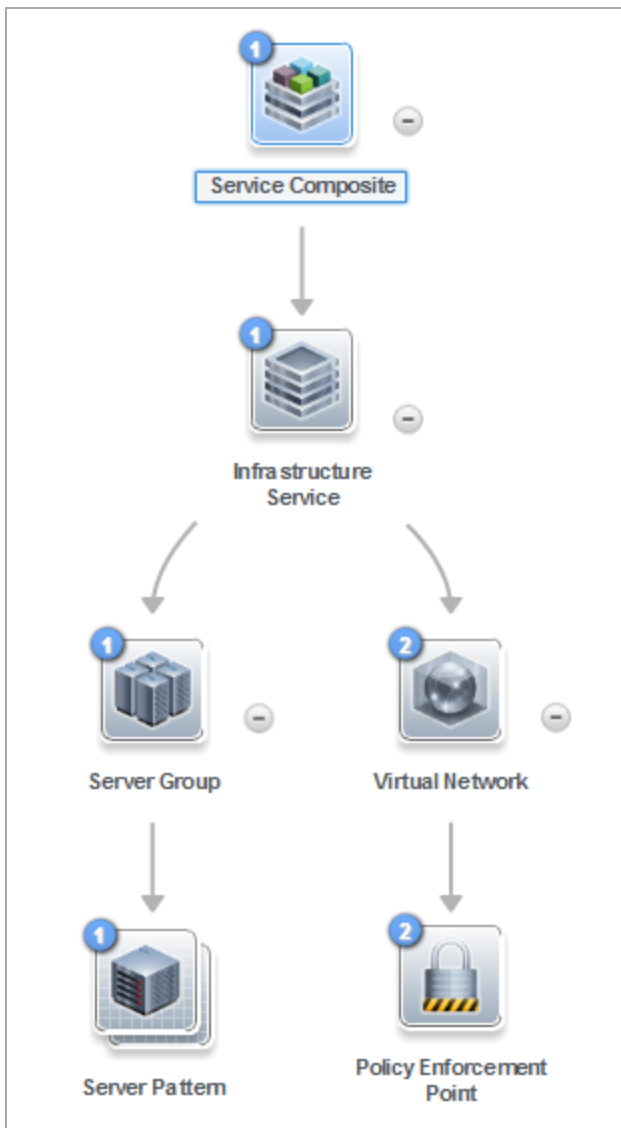 1
Service Composite
1
Infrastructure
Service
1
2
Server Group
Virtual Network
1
2
Server Pattern
Policy Enforcement
Point